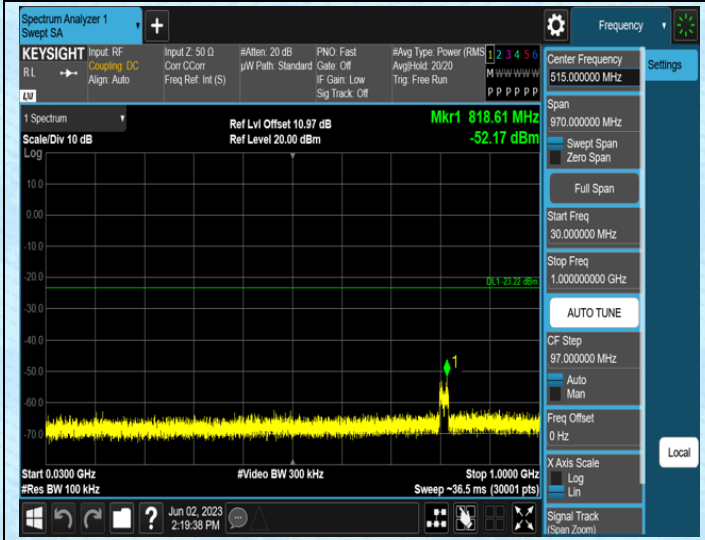 Spectrum Analyzer 1
Swept SA
Frequency
KEYSIGHT
RL
LXI
Input: RF
Coupling: DC
Align: Auto
Input Z: 50 Ω
Corr CCorr
Freq Ref: Int (S)
#Atten: 20 dB
µW Path: Standard
PNO: Fast
Gate: Off
IF Gain: Low
Sig Track: Off
#Avg Type: Power (RMS
Avg|Hold: 20/20
Trig: Free Run
1 2 3 4 5 6
M W W W W W
P P P P P P
1 Spectrum
Scale/Div 10 dB
Log
Ref Lvl Offset 10.97 dB
Ref Level 20.00 dBm
Mkr1 818.61 MHz
-52.17 dBm
10.0
0.00
-10.0
-20.0
DL1 -23.22 dBm
-30.0
-40.0
1
-50.0
-60.0
-70.0
Start 0.0300 GHz
#Video BW 300 kHz
Stop 1.0000 GHz
#Res BW 100 kHz
Sweep ~36.5 ms (30001 pts)
Jun 02, 2023
2:19:38 PM
Center Frequency
515.000000 MHz
Settings
Span
970.000000 MHz
Swept Span
Zero Span
Full Span
Start Freq
30.000000 MHz
Stop Freq
1.000000000 GHz
AUTO TUNE
CF Step
97.000000 MHz
Auto
Man
Freq Offset
0 Hz
Local
X Axis Scale
Log
Lin
Signal Track
(Span Zoom)